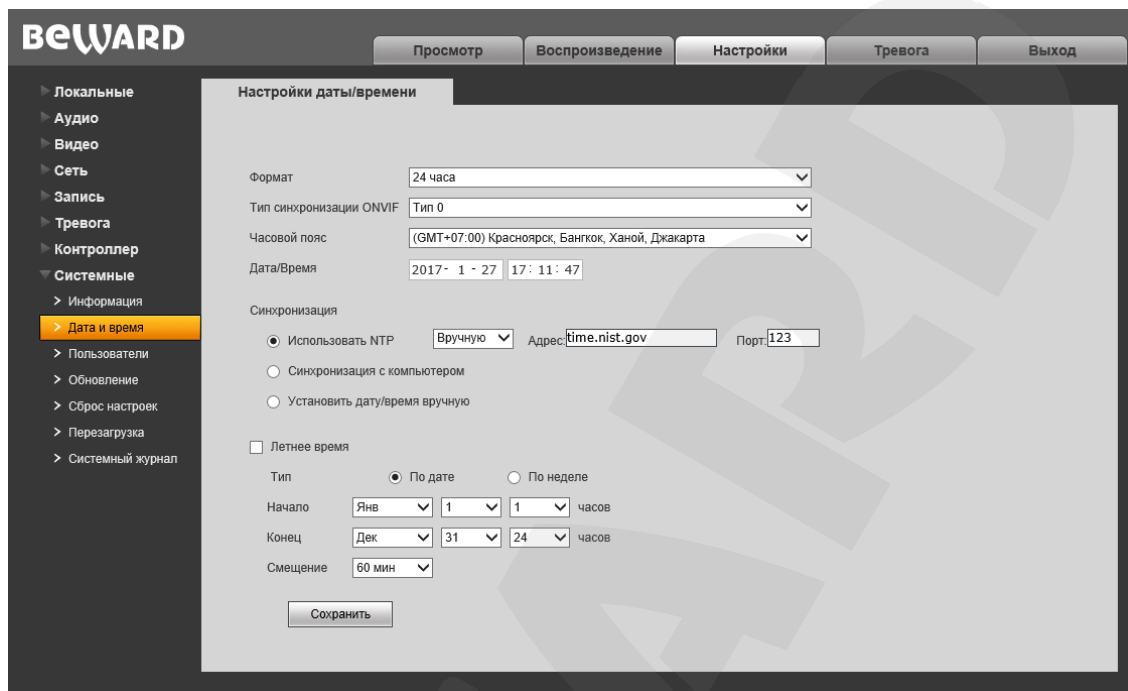 BEWARD
Просмотр Воспроизведение Настройки Тревога Выход
Локальные
Аудио
Видео
Сеть
Запись
Тревога
Контроллер
Системные
Информация
Дата и время
Пользователи
Обновление
Сброс настроек
Перезагрузка
Системный журнал
Настройки даты/времени
Формат 24 часа
Тип синхронизации ONVIF Тип 0
Часовой пояс (GMT+07:00) Красноярск, Бангкок, Ханой, Джакарта
Дата/Время 2017- 1 - 27 17: 11: 47
Синхронизация
Использовать NTP Вручную Адрес: time.nist.gov Порт: 123
Синхронизация с компьютером
Установить дату/время вручную
Летнее время
Тип По дате По неделе
Начало Янв 1 1 часов
Конец Дек 31 24 часов
Смещение 60 мин
Сохранить